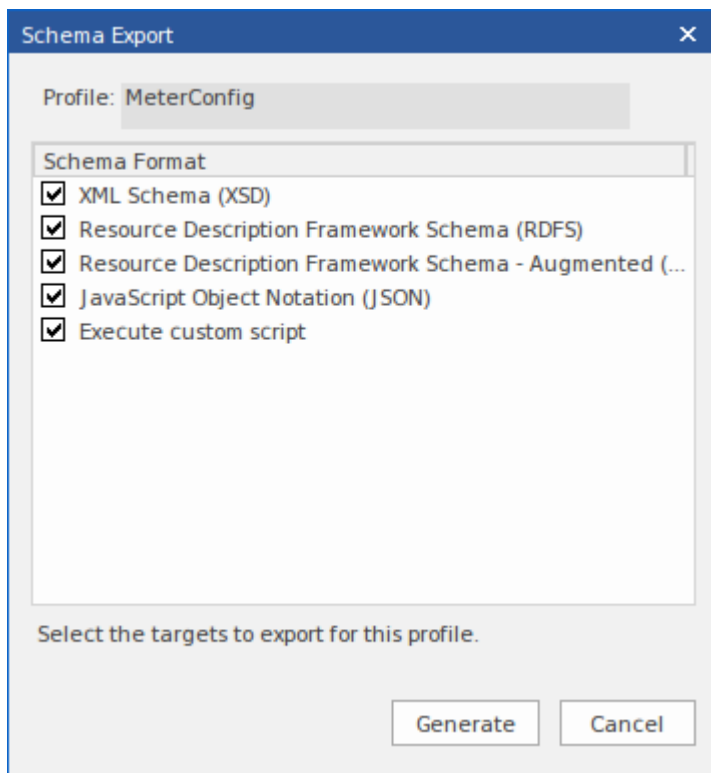 Schema Export
Profile: MeterConfig
Schema Format
XML Schema (XSD)
Resource Description Framework Schema (RDFS)
Resource Description Framework Schema - Augmented (...
JavaScript Object Notation (JSON)
Execute custom script
Select the targets to export for this profile.
Generate Cancel